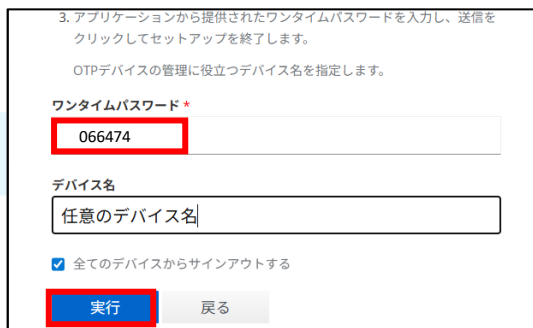 3. アプリケーションから提供されたワンタイムパスワードを入力し、送信を
クリックしてセットアップを終了します。
OTPデバイスの管理に役立つデバイス名を指定します。
ワンタイムパスワード *
066474
デバイス名
任意のデバイス名
全てのデバイスからサインアウトする
実行
戻る